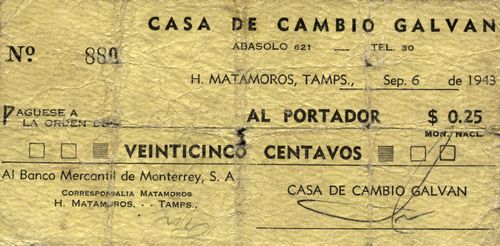 CASA DE CAMBIO GALVAN
ABASOLO 621 — TEL. 30
Nº 880
H. MATAMOROS, TAMPS., Sep. 6 de 1943
PAGUESE A
LA ORDEN DE
AL PORTADOR $ 0.25
MON. NACL.
VEINTICINCO CENTAVOS
Al Banco Mercantil de Monterrey, S. A
CORRESPONSALIA MATAMOROS
H. MATAMOROS, - TAMPS.,
CASA DE CAMBIO GALVAN